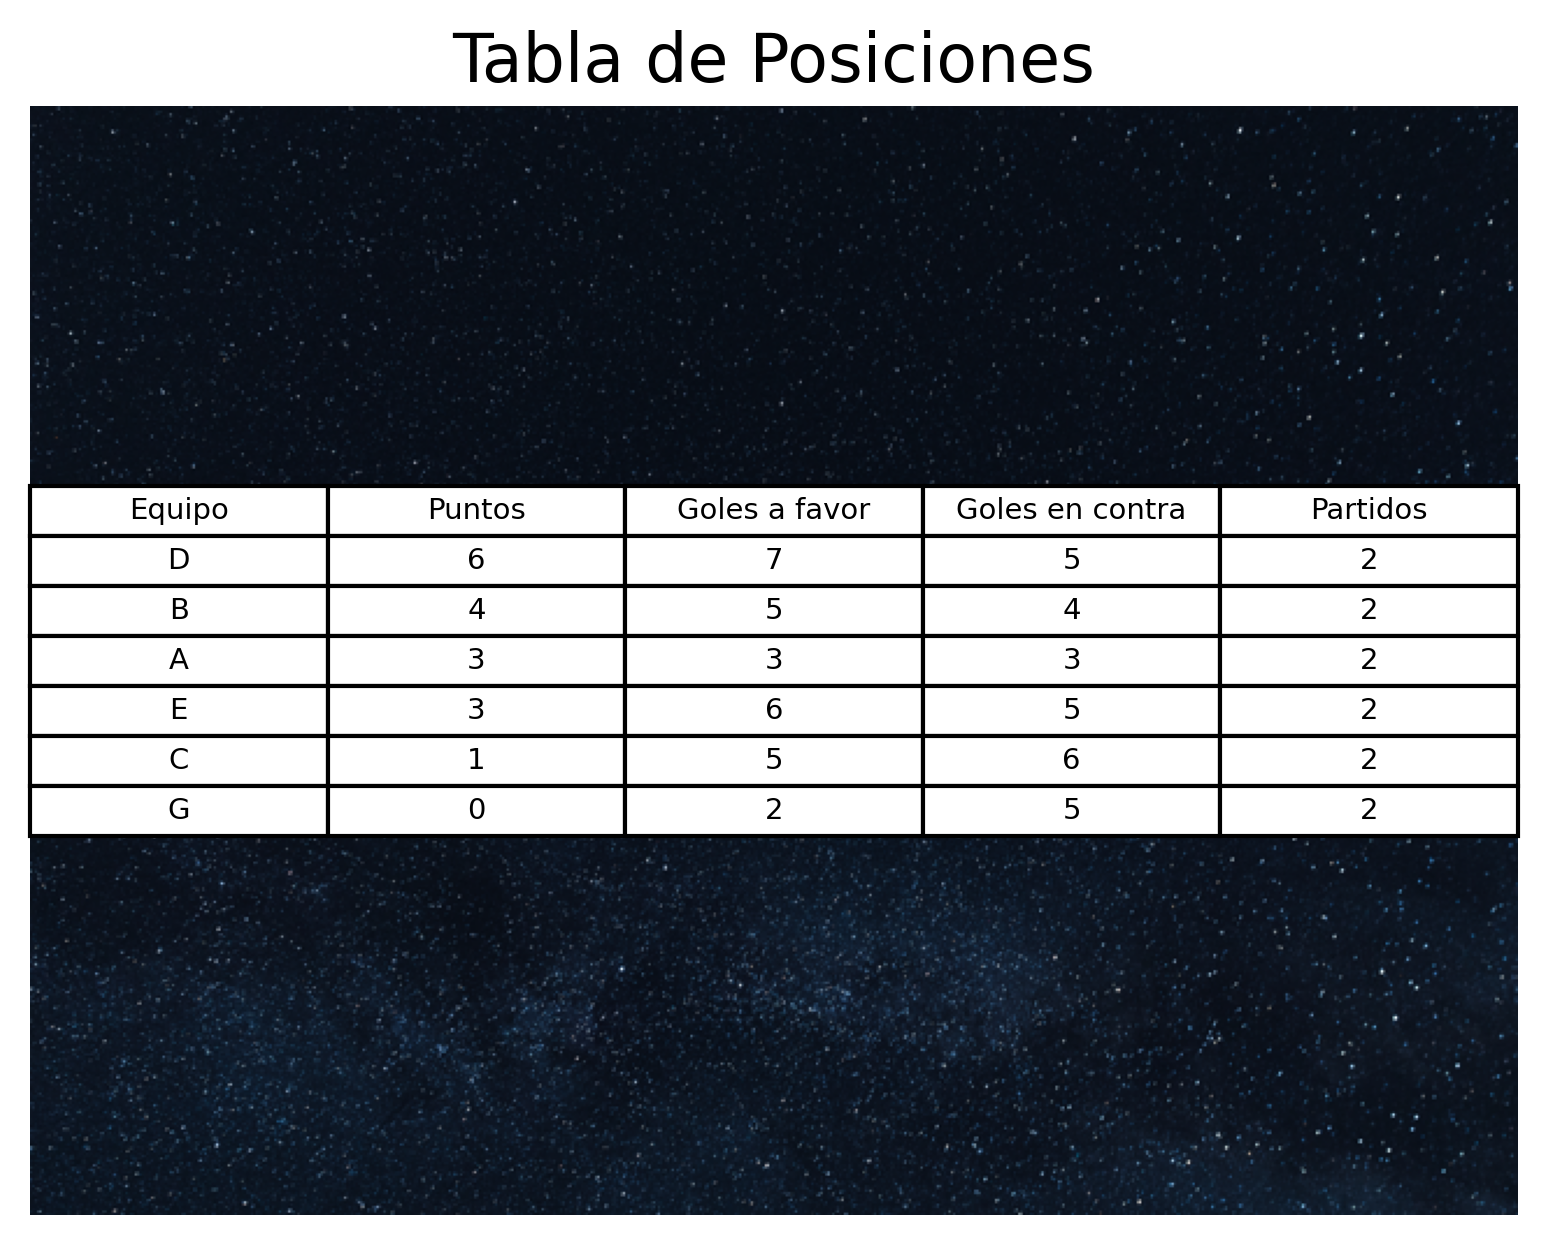 Tabla de Posiciones
Equipo Puntos Goles a favor Goles en contra Partidos
D 6 7 5 2
B 4 5 4 2
A 3 3 3 2
E 3 6 5 2
C 1 5 6 2
G 0 2 5 2